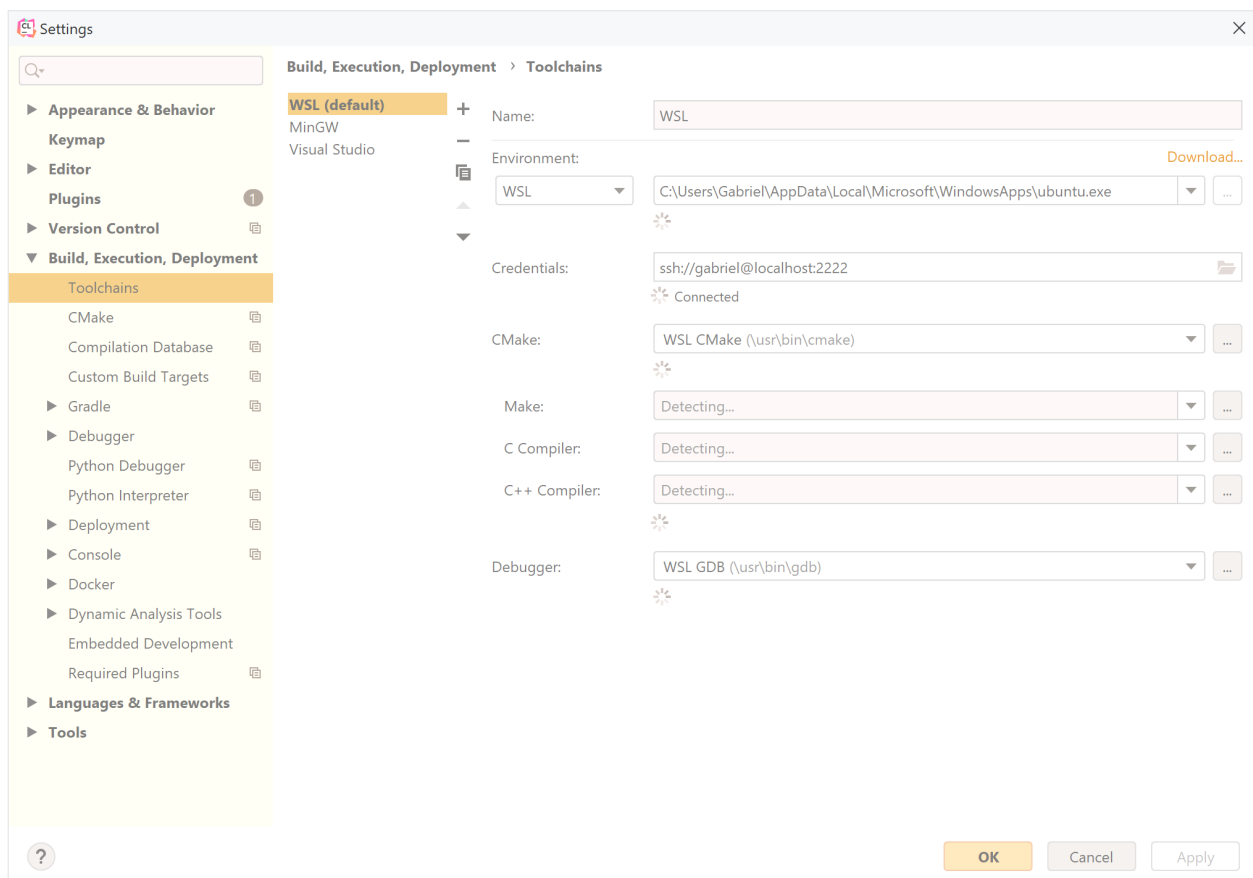 CL
Settings
Build, Execution, Deployment › Toolchains
Appearance & Behavior
Keymap
Editor
Plugins
1
Version Control
Build, Execution, Deployment
Toolchains
CMake
Compilation Database
Custom Build Targets
Gradle
Debugger
Python Debugger
Python Interpreter
Deployment
Console
Docker
Dynamic Analysis Tools
Embedded Development
Required Plugins
Languages & Frameworks
Tools
WSL (default)
MinGW
Visual Studio
Name: WSL
Environment: Download...
WSL C:\Users\Gabriel\AppData\Local\Microsoft\WindowsApps\ubuntu.exe ...
Credentials: ssh://gabriel@localhost:2222
Connected
CMake: WSL CMake (\usr\bin\cmake) ...
Make: Detecting... ...
C Compiler: Detecting... ...
C++ Compiler: Detecting... ...
Debugger: WSL GDB (\usr\bin\gdb) ...
? OK Cancel Apply